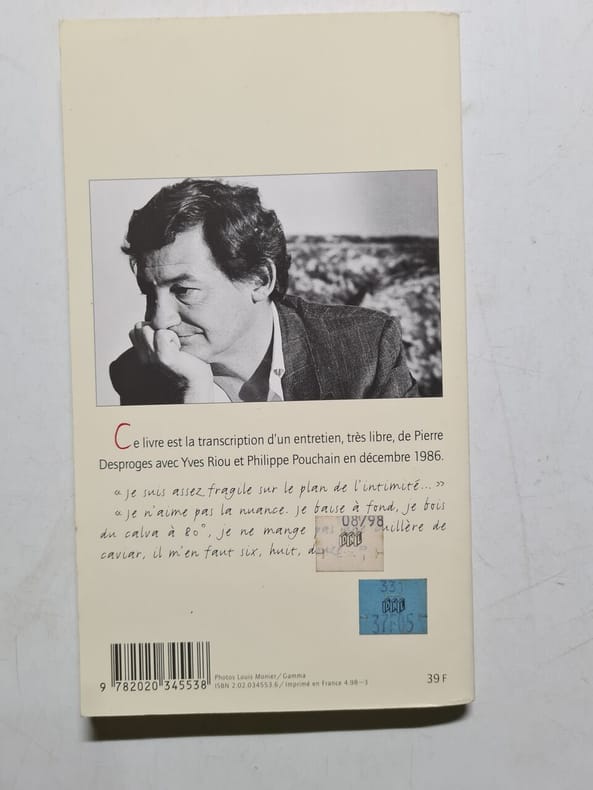 Ce livre est la transcription d'un entretien, très libre, de Pierre
Desproges avec Yves Riou et Philippe Pouchain en décembre 1986.
« Je suis assez fragile sur le plan de l'intimité... »
« Je n'aime pas la nuance. Je baise à fond, je bois
du calva à 80°, je ne mange pas cuillère de
caviar, il m'en faut six, huit,
08/98
331
37F05
9 782020 345538
Photos Louis Monier/Gamma
ISBN 2.02.034553.6/Imprimé en France 4.98-3
39 F